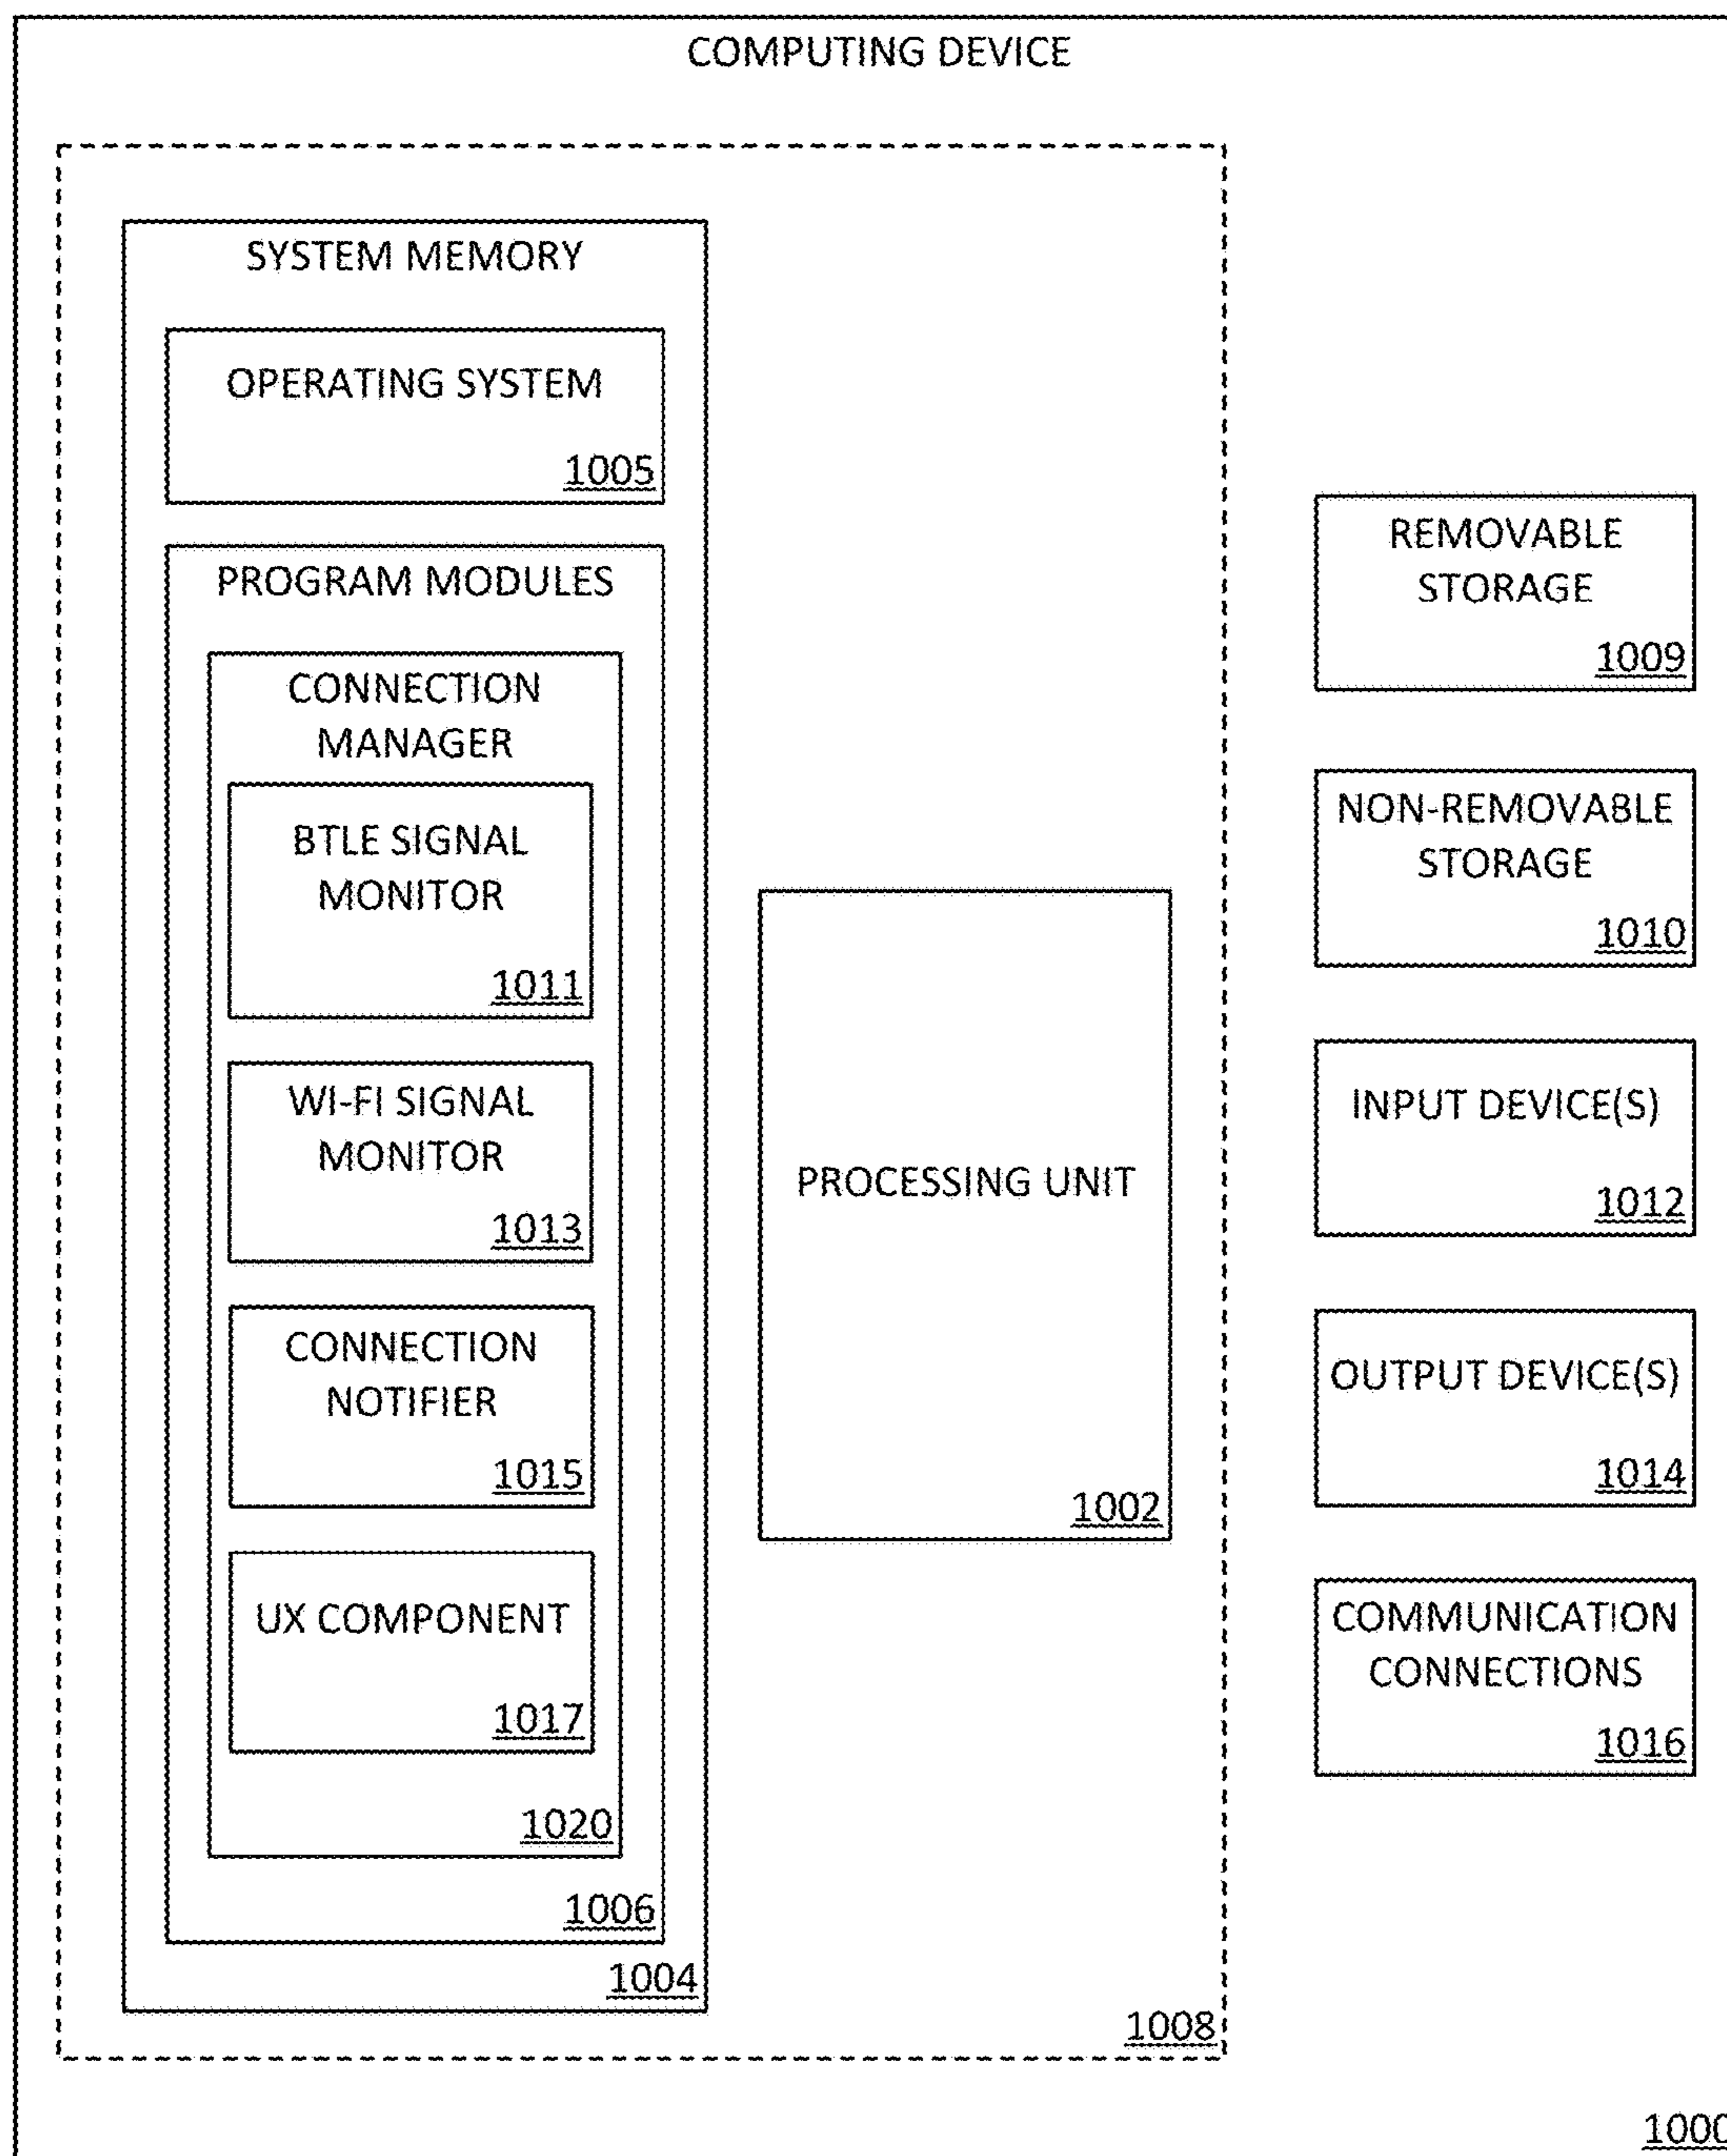 COMPUTING DEVICE
SYSTEM MEMORY
OPERATING SYSTEM
1005
PROGRAM MODULES
CONNECTION
MANAGER
BTLE SIGNAL
MONITOR
1011
WI-FI SIGNAL
MONITOR
1013
CONNECTION
NOTIFIER
1015
UX COMPONENT
1017
1020
1006
1004
PROCESSING UNIT
1002
1008
REMOVABLE
STORAGE
1009
NON-REMOVABLE
STORAGE
1010
INPUT DEVICE(S)
1012
OUTPUT DEVICE(S)
1014
COMMUNICATION
CONNECTIONS
1016
1000